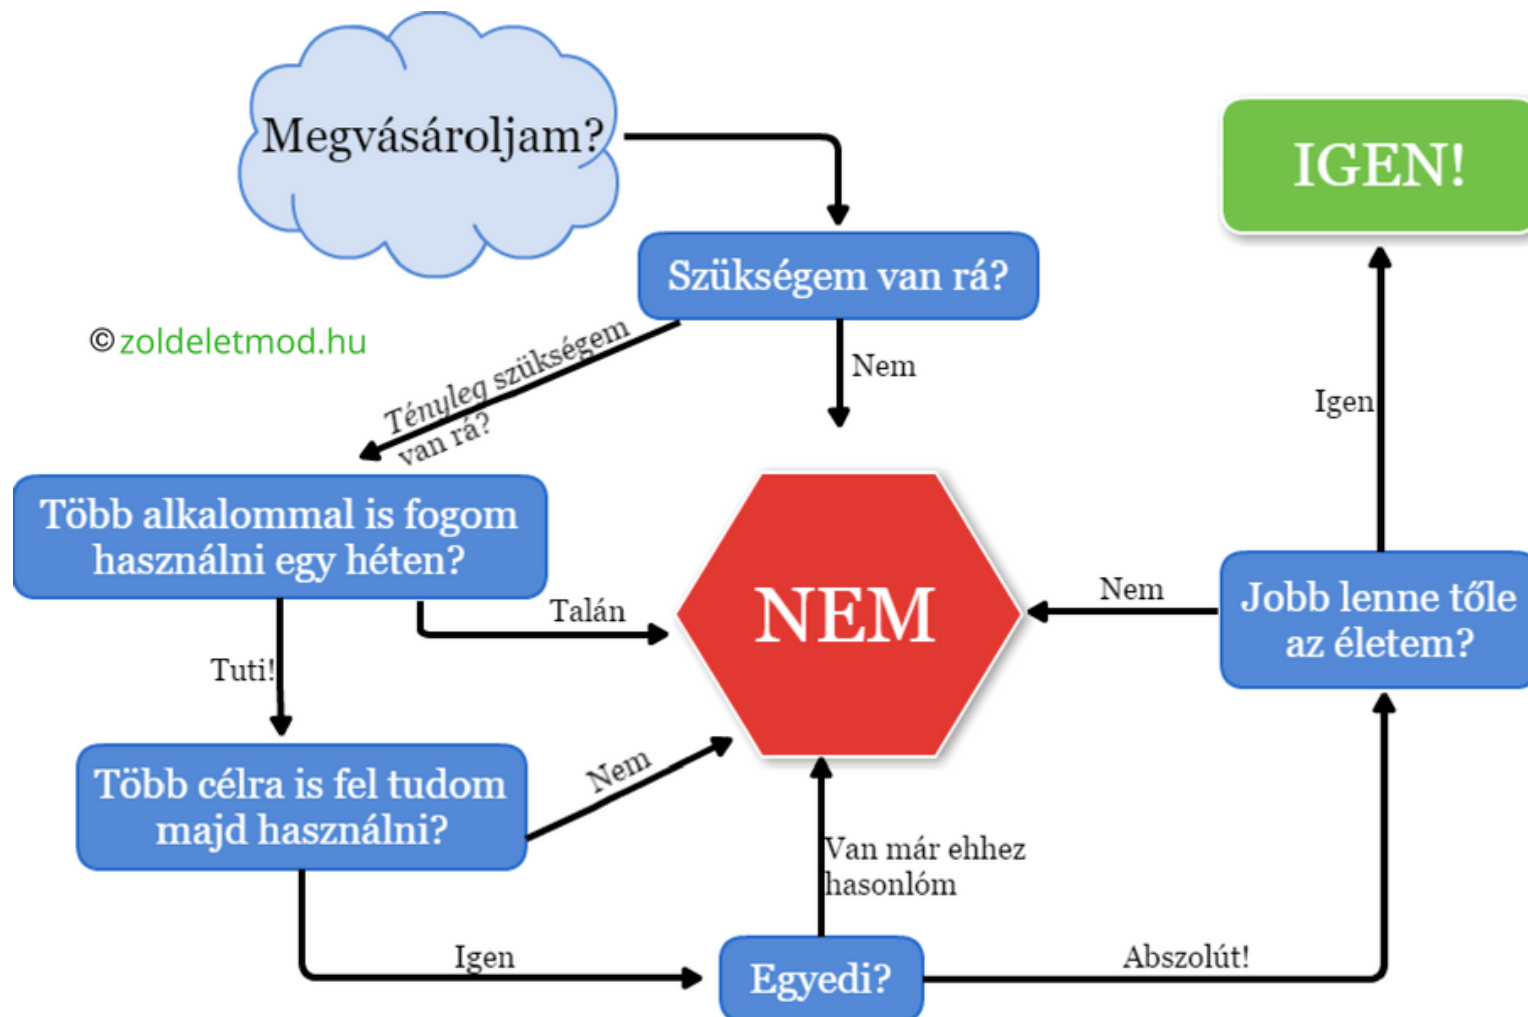 Megvásároljam?
IGEN!
Szükségem van rá?
© zoldeletmod.hu
Tényleg szükségem
van rá?
Nem
Igen
Több alkalommal is fogom
használni egy héten?
Talán
NEM
Nem
Jobb lenne tőle
az életem?
Tuti!
Több célra is fel tudom
majd használni?
Nem
Van már ehhez
hasonlóm
Igen
Egyedi?
Abszolút!